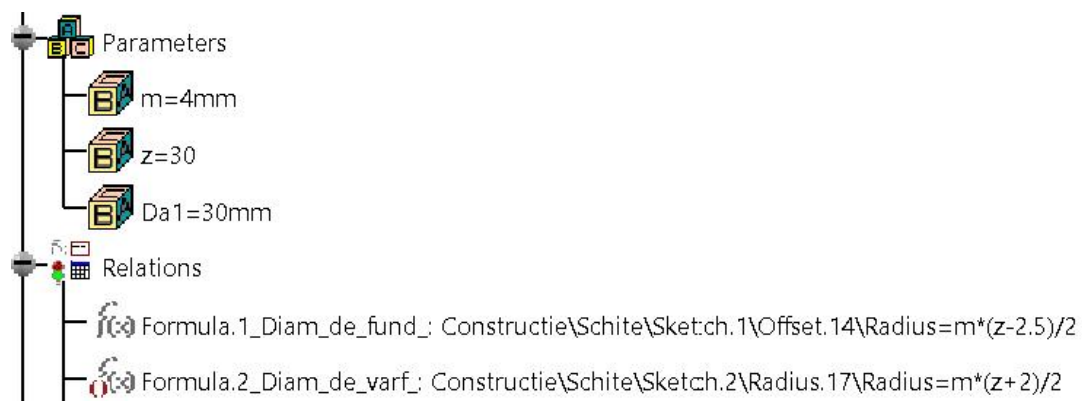 Parameters
m=4mm
z=30
Da1=30mm
Relations
Formula.1_Diam_de_fund_: Constructie\Schite\Sketch.1\Offset.14\Radius=m*(z-2.5)/2
Formula.2_Diam_de_varf_: Constructie\Schite\Sketch.2\Radius.17\Radius=m*(z+2)/2